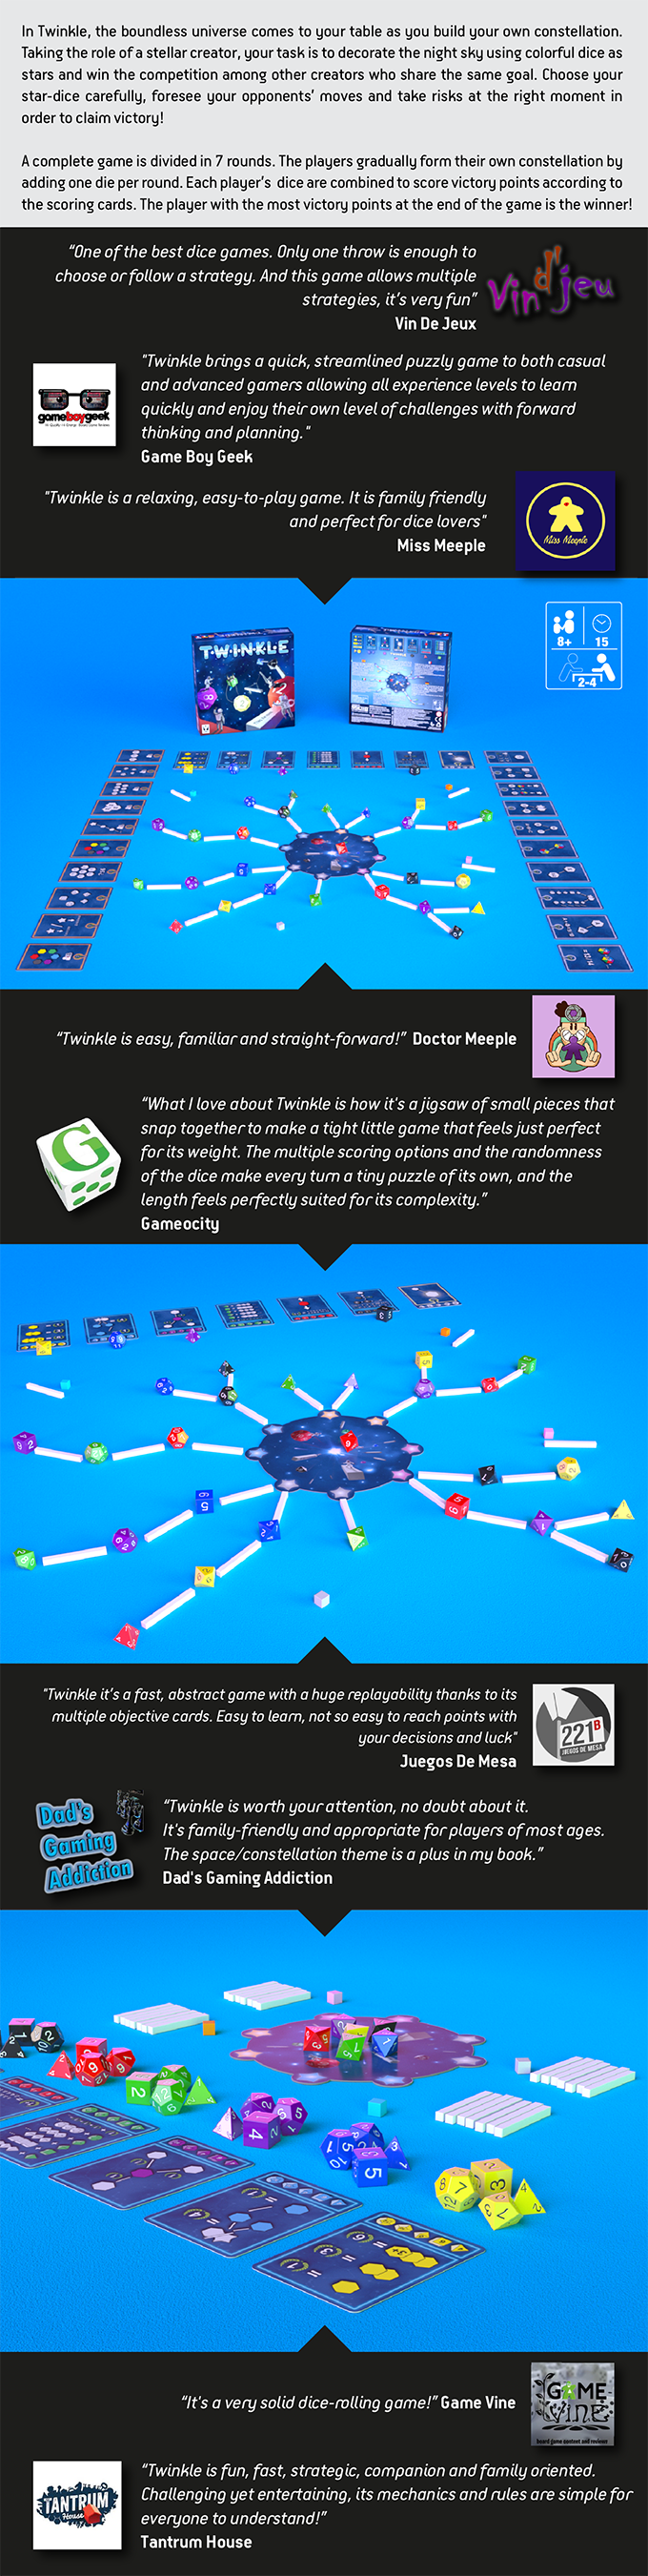 In Twinkle, the boundless universe comes to your table as you build your own constellation.
Taking the role of a stellar creator, your task is to decorate the night sky using colorful dice as
stars and win the competition among other creators who share the same goal. Choose your
star-dice carefully, foresee your opponents’ moves and take risks at the right moment in
order to claim victory!
A complete game is divided in 7 rounds. The players gradually form their own constellation by
adding one die per round. Each player’s dice are combined to score victory points according to
the scoring cards. The player with the most victory points at the end of the game is the winner!
“One of the best dice games. Only one throw is enough to
choose or follow a strategy. And this game allows multiple
strategies, it’s very fun”
Vin De Jeux
Vin d'jeu
"Twinkle brings a quick, streamlined puzzly game to both casual
and advanced gamers allowing all experience levels to learn
quickly and enjoy their own level of challenges with forward
thinking and planning."
Game Boy Geek
gameboygeek
"Twinkle is a relaxing, easy-to-play game. It is family friendly
and perfect for dice lovers"
Miss Meeple
Miss Meeple
TWINKLE
8+ 15
2-4
“Twinkle is easy, familiar and straight-forward!” Doctor Meeple
“What I love about Twinkle is how it's a jigsaw of small pieces that
snap together to make a tight little game that feels just perfect
for its weight. The multiple scoring options and the randomness
of the dice make every turn a tiny puzzle of its own, and the
length feels perfectly suited for its complexity.”
Gameocity
G
"Twinkle it’s a fast, abstract game with a huge replayability thanks to its
multiple objective cards. Easy to learn, not so easy to reach points with
your decisions and luck"
Juegos De Mesa
221B
JUEGOS DE MESA
Dad's
Gaming
Addiction
“Twinkle is worth your attention, no doubt about it.
It's family-friendly and appropriate for players of most ages.
The space/constellation theme is a plus in my book.”
Dad's Gaming Addiction
“It's a very solid dice-rolling game!” Game Vine
GAME
VINE
board game content and reviews
“Twinkle is fun, fast, strategic, companion and family oriented.
Challenging yet entertaining, its mechanics and rules are simple for
everyone to understand!”
Tantrum House
TANTRUM
House